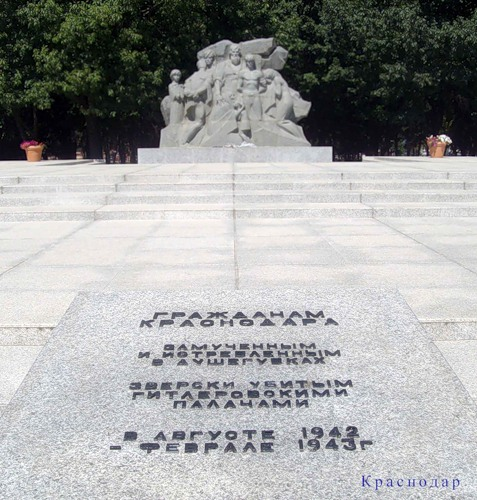 ГРАЖДАНАМ
КРАСНОДАРА
ЗАМУЧЕННЫМ
И ИСТРЕБЛЕННЫМ
В ДУШЕГУБКАХ
ЗВЕРСКИ УБИТЫМ
ГИТЛЕРОВСКИМИ
ПАЛАЧАМИ
В АВГУСТЕ 1942
- ФЕВРАЛЕ 1943Г
Краснодар